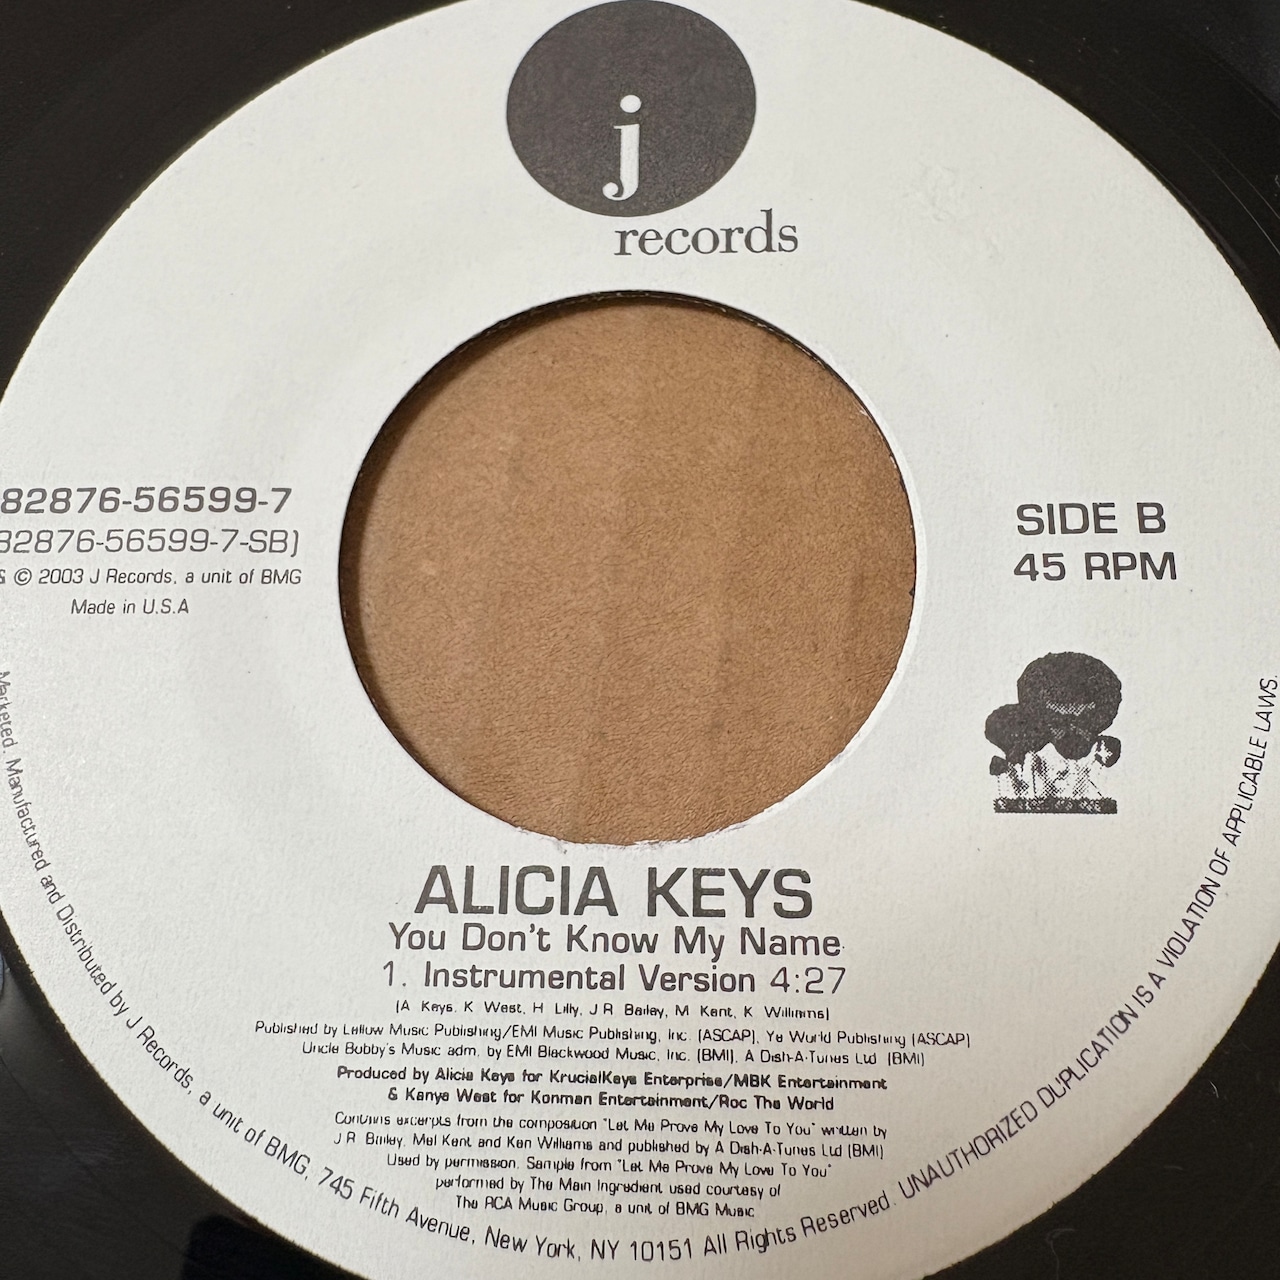 j
records
82876-56599-7
82876-56599-7-SB)
& © 2003 J Records, a unit of BMG
Made in U.S.A
SIDE B
45 RPM
ALICIA KEYS
You Don't Know My Name
1. Instrumental Version 4:27
(A. Keys, K. West, H. Lilly, J.R. Bailey, M. Kent, K. Williams)
Published by Lellow Music Publishing/EMI Music Publishing, Inc. (ASCAP), Ye World Publishing (ASCAP)
Uncle Bobby's Music adm. by EMI Blackwood Music, Inc. (BMI), A Dish-A-Tunes Ltd (BMI)
Produced by Alicia Keys for KrucialKeys Enterprise/MBK Entertainment
& Kanye West for Konman Entertainment/Roc The World
Contains excerpts from the composition "Let Me Prove My Love To You" written by
J.R. Bailey, Mel Kent and Ken Williams and published by A Dish-A-Tunes Ltd (BMI)
Used by permission. Sample from "Let Me Prove My Love To You"
performed by The Main Ingredient used courtesy of
The RCA Music Group, a unit of BMG Music
Marketed, Manufactured and Distributed by J Records, a unit of BMG, 745 Fifth Avenue, New York, NY 10151 All Rights Reserved. UNAUTHORIZED DUPLICATION IS A VIOLATION OF APPLICABLE LAWS.